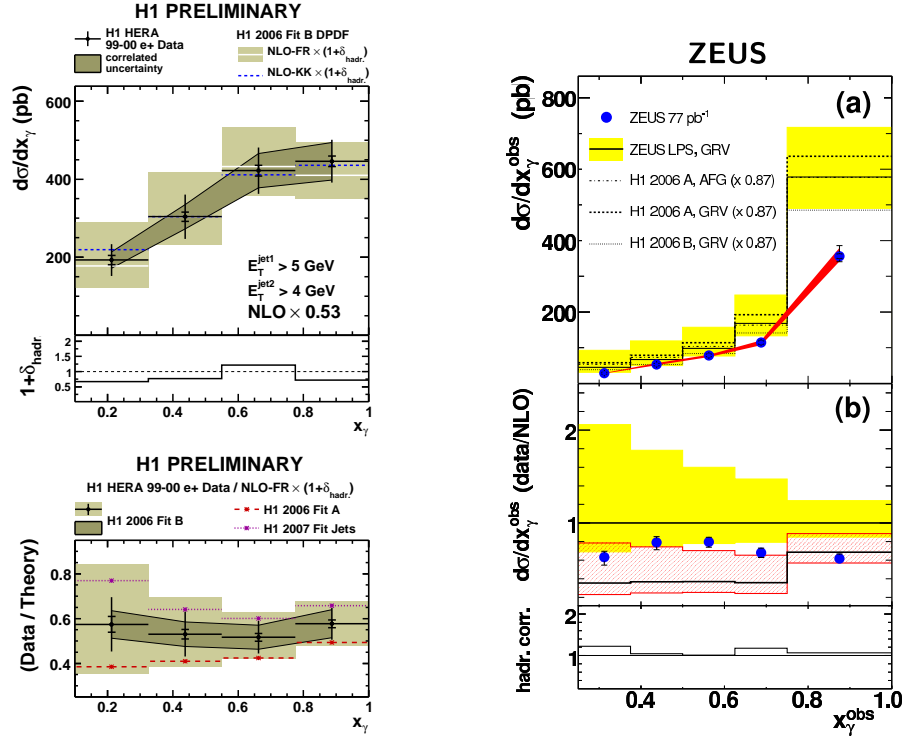 H1 PRELIMINARY
H1 HERA
99-00 e+ Data
correlated
uncertainty
H1 2006 Fit B DPDF
NLO-FR × (1+δhadr.)
NLO-KK × (1+δhadr.)
dσ/dxγ (pb)
600
400
200
0
E_T^jet1 > 5 GeV
E_T^jet2 > 4 GeV
NLO × 0.53
1+δhadr
2
1.5
1
0.5
0.2 0.4 0.6 0.8 1
xγ
H1 PRELIMINARY
H1 HERA 99-00 e+ Data / NLO-FR × (1+δhadr.)
H1 2006 Fit B
H1 2006 Fit A
H1 2007 Fit Jets
(Data / Theory)
0.8
0.6
0.4
0.2 0.4 0.6 0.8 1
xγ
ZEUS
(a)
dσ/dxγ^obs (pb)
800
600
400
200
0
ZEUS 77 pb⁻¹
ZEUS LPS, GRV
H1 2006 A, AFG (x 0.87)
H1 2006 A, GRV (x 0.87)
H1 2006 B, GRV (x 0.87)
(b)
dσ/dxγ^obs (data/NLO)
2
1
hadr. corr.
2
1
0.4 0.6 0.8 1.0
xγ^obs